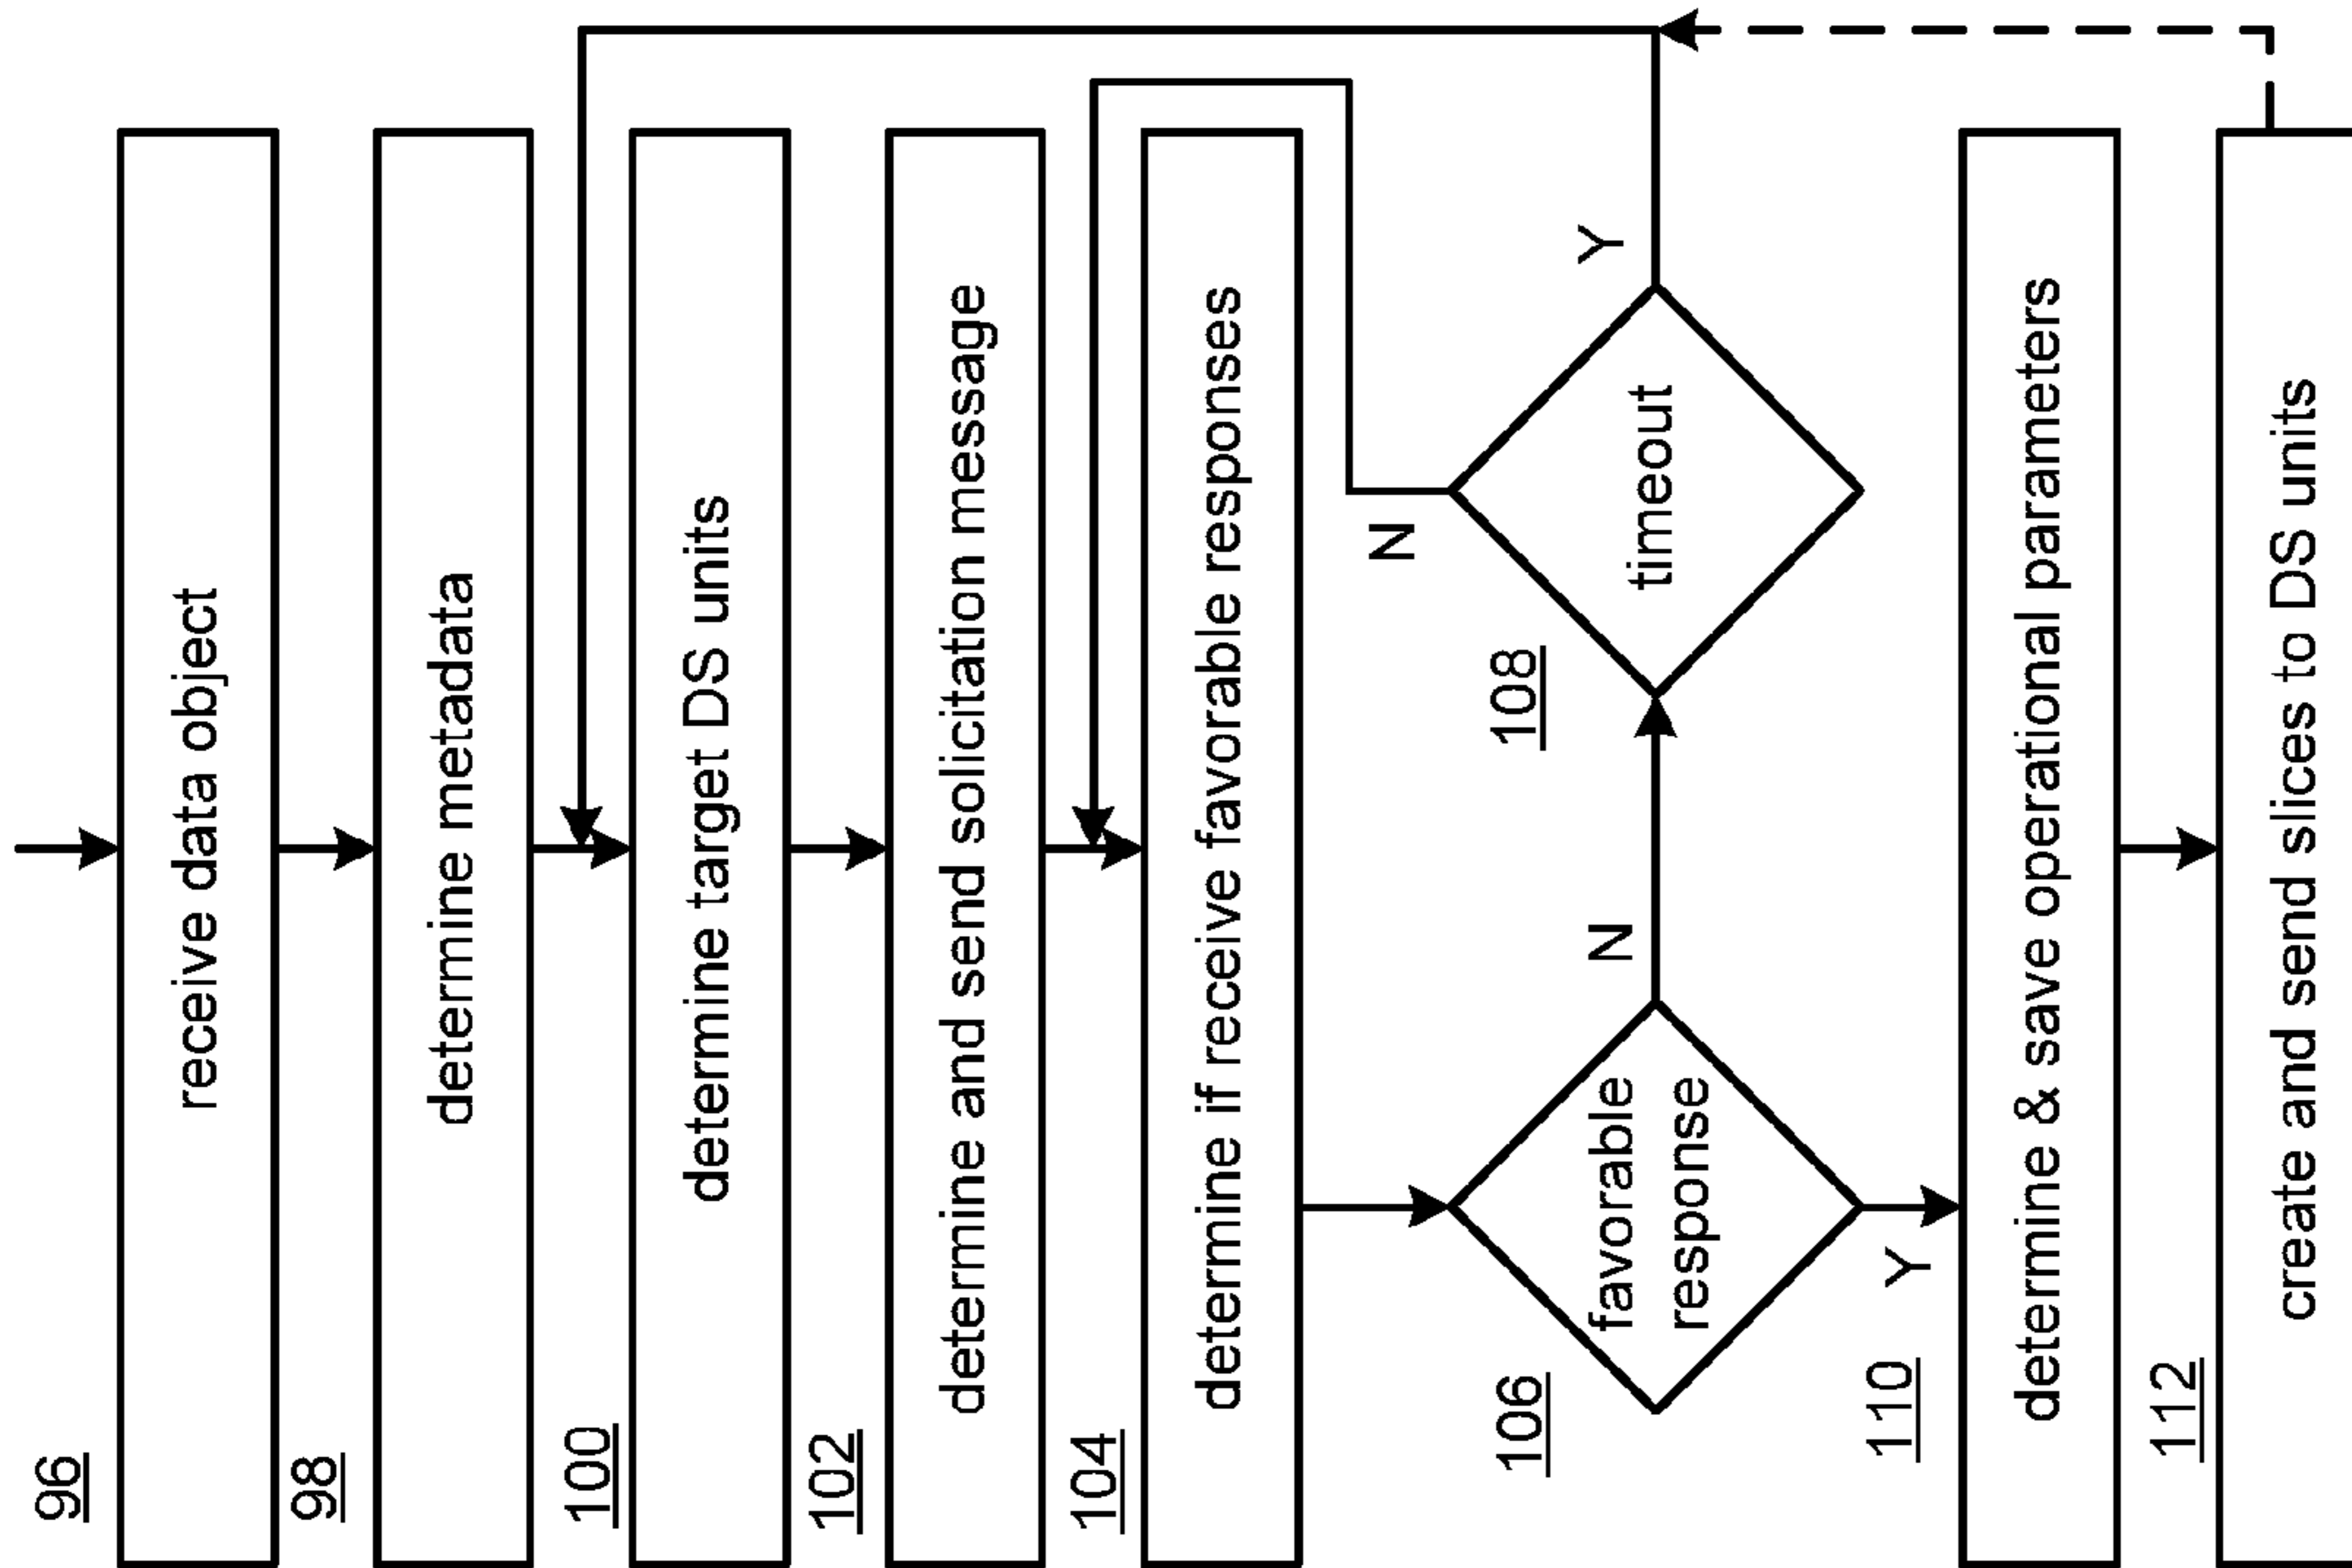 96
receive data object
98
determine metadata
100
determine target DS units
102
determine and send solicitation message
104
determine if receive favorable responses
106
favorable
response
N
108
timeout
N
Y
Y
110
determine & save operational parameters
112
create and send slices to DS units